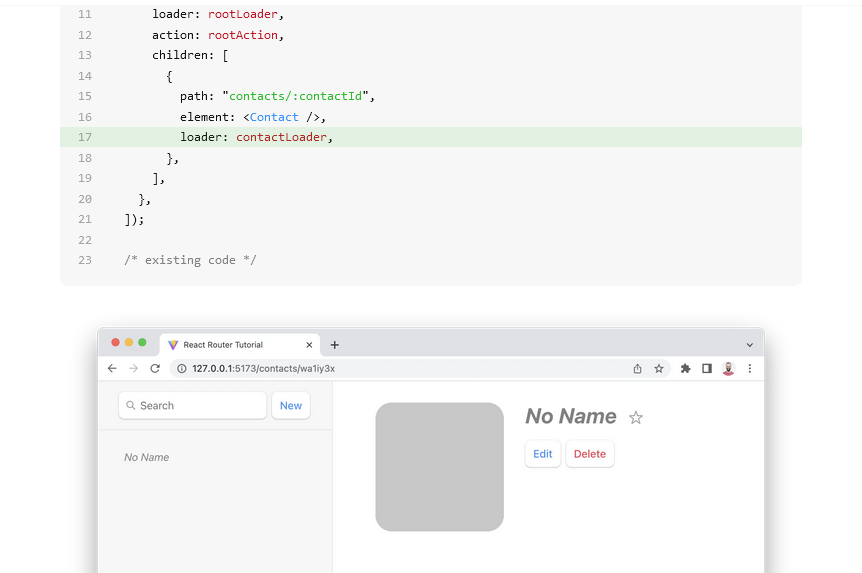 11 loader: rootLoader,
12 action: rootAction,
13 children: [
14 {
15 path: "contacts/:contactId",
16 element: <Contact />,
17 loader: contactLoader,
18 },
19 ],
20 },
21 ]);
22
23 /* existing code */
React Router Tutorial
127.0.0.1:5173/contacts/wa1iy3x
Search New
No Name
No Name
Edit Delete